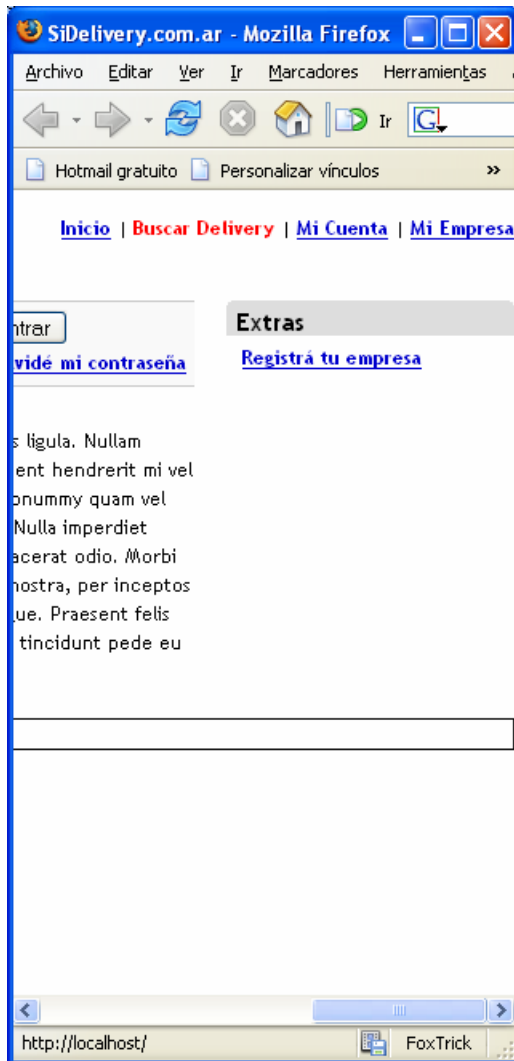 SiDelivery.com.ar - Mozilla Firefox
Archivo Editar Ver Ir Marcadores Herramientas
Ir G
Hotmail gratuito Personalizar vínculos »
Inicio | Buscar Delivery | Mi Cuenta | Mi Empresa
ntrar
vidé mi contraseña
Extras
Registrá tu empresa
s ligula. Nullam
ent hendrerit mi vel
onummy quam vel
Nulla imperdiet
acerat odio. Morbi
nostra, per inceptos
ue. Praesent felis
tincidunt pede eu
http://localhost/ FoxTrick